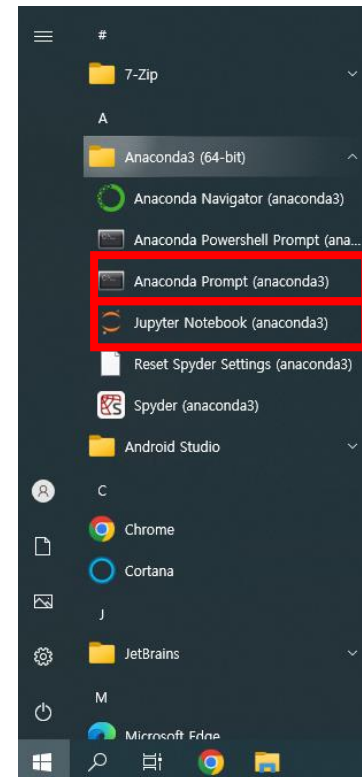 #
7-Zip
A
Anaconda3 (64-bit)
Anaconda Navigator (anaconda3)
Anaconda Powershell Prompt (ana...
Anaconda Prompt (anaconda3)
Jupyter Notebook (anaconda3)
Reset Spyder Settings (anaconda3)
Spyder (anaconda3)
Android Studio
C
Chrome
Cortana
J
JetBrains
M
Microsoft Edge